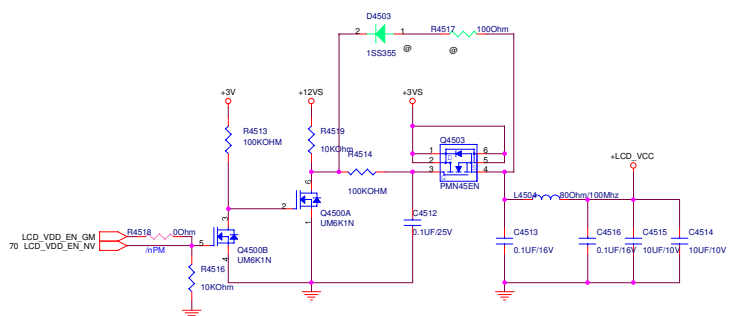 D4503
2
1
1SS355
@
R4517
100Ohm
@
+3V
+12VS
+3VS
R4513
100KOHM
R4519
10KOhm
R4514
100KOHM
Q4503
1
2
3
6
5
4
D
S
G
PMN45EN
+LCD_VCC
L4504
80Ohm/100Mhz
6
2
1
Q4500A
UM6K1N
C4512
0.1UF/25V
C4513
0.1UF/16V
C4516
0.1UF/16V
C4515
10UF/10V
C4514
10UF/10V
LCD_VDD_EN_GM
70 LCD_VDD_EN_NV
R4518
0Ohm
/nPM
3
5
4
Q4500B
UM6K1N
R4516
10KOhm